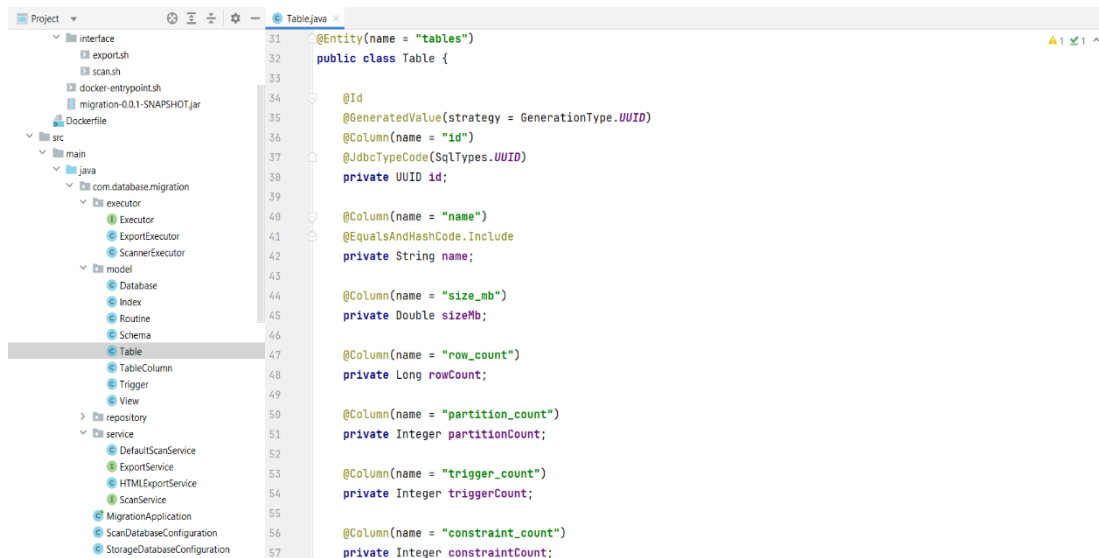 Project
Table.java
interface
export.sh
scan.sh
docker-entrypoint.sh
migration-0.0.1-SNAPSHOT.jar
Dockerfile
src
main
java
com.database.migration
executor
Executor
ExportExecutor
ScannerExecutor
model
Database
Index
Routine
Schema
Table
TableColumn
Trigger
View
repository
service
DefaultScanService
ExportService
HTMLExportService
ScanService
MigrationApplication
ScanDatabaseConfiguration
StorageDatabaseConfiguration
31 @Entity(name = "tables")
32 public class Table {
33
34 @Id
35 @GeneratedValue(strategy = GenerationType.UUID)
36 @Column(name = "id")
37 @JdbcTypeCode(SqlTypes.UUID)
38 private UUID id;
39
40 @Column(name = "name")
41 @EqualsAndHashCode.Include
42 private String name;
43
44 @Column(name = "size_mb")
45 private Double sizeMb;
46
47 @Column(name = "row_count")
48 private Long rowCount;
49
50 @Column(name = "partition_count")
51 private Integer partitionCount;
52
53 @Column(name = "trigger_count")
54 private Integer triggerCount;
55
56 @Column(name = "constraint_count")
57 private Integer constraintCount;
1 1